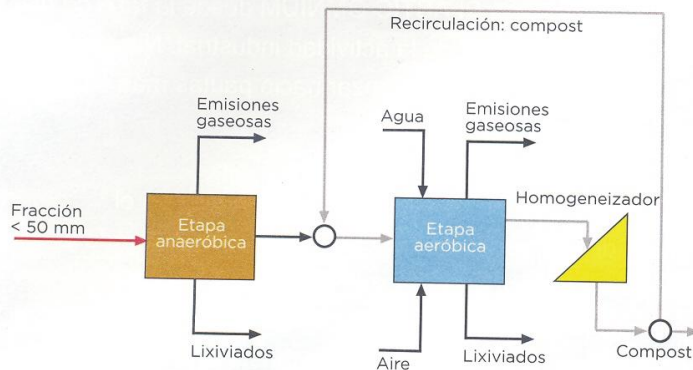 Recirculación: compost
Emisiones
gaseosas
Agua
Emisiones
gaseosas
Homogeneizador
Fracción
< 50 mm
Etapa
anaeróbica
Etapa
aeróbica
Lixiviados
Aire
Lixiviados
Compost